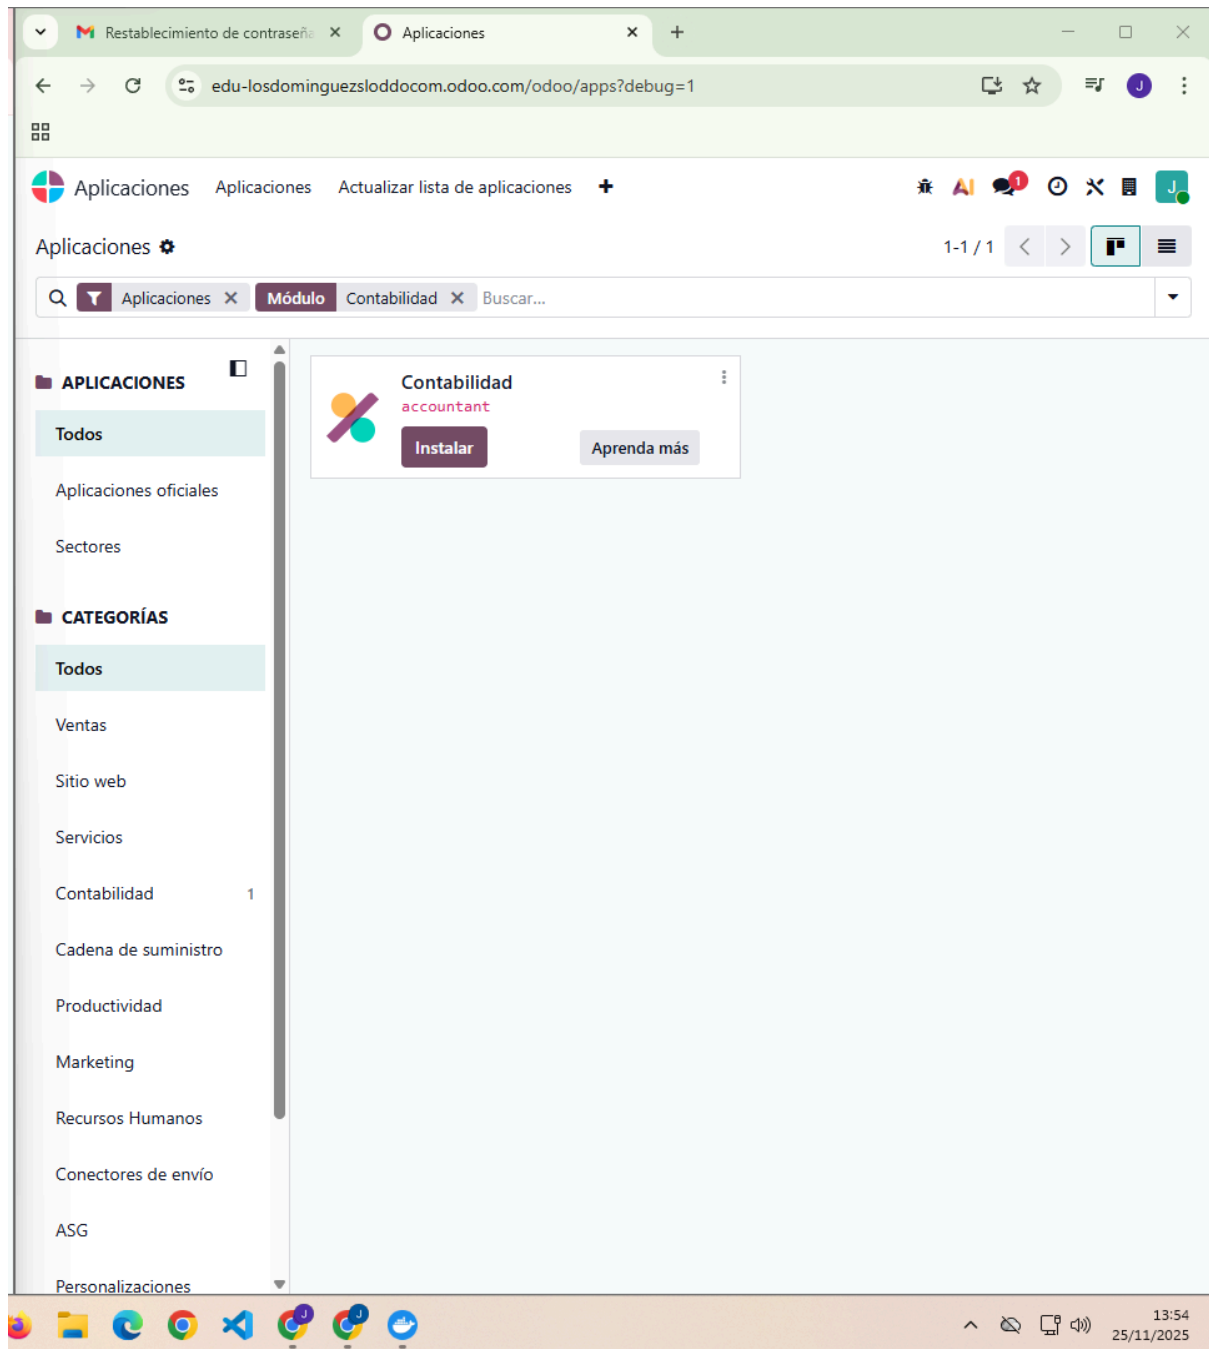 Restablecimiento de contraseña
Aplicaciones
edu-losdominguezsloddocom.odoo.com/odoo/apps?debug=1
J
Aplicaciones Aplicaciones Actualizar lista de aplicaciones
AI 1 J
Aplicaciones 1-1 / 1
Aplicaciones Módulo Contabilidad Buscar...
APLICACIONES
Todos
Aplicaciones oficiales
Sectores
CATEGORÍAS
Todos
Ventas
Sitio web
Servicios
Contabilidad 1
Cadena de suministro
Productividad
Marketing
Recursos Humanos
Conectores de envío
ASG
Personalizaciones
Contabilidad
accountant
Instalar Aprenda más
J J
13:54
25/11/2025